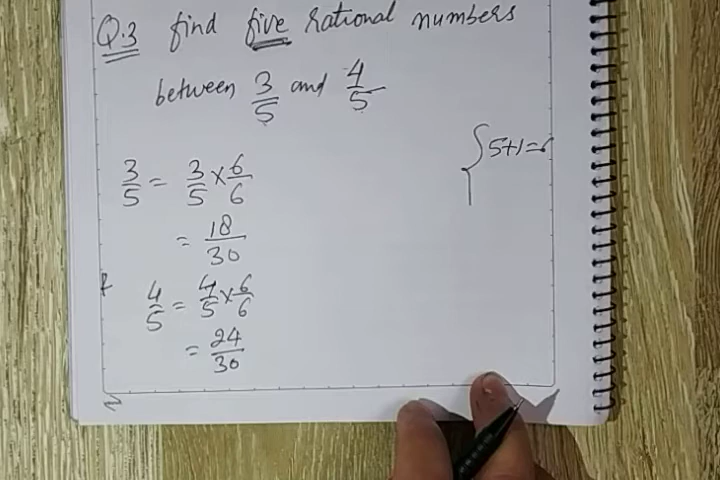 Q.3 find five rational numbers
between 3/5 and 4/5
{ 5+1=6
3/5 = 3/5 × 6/6
= 18/30
4/5 = 4/5 × 6/6
= 24/30